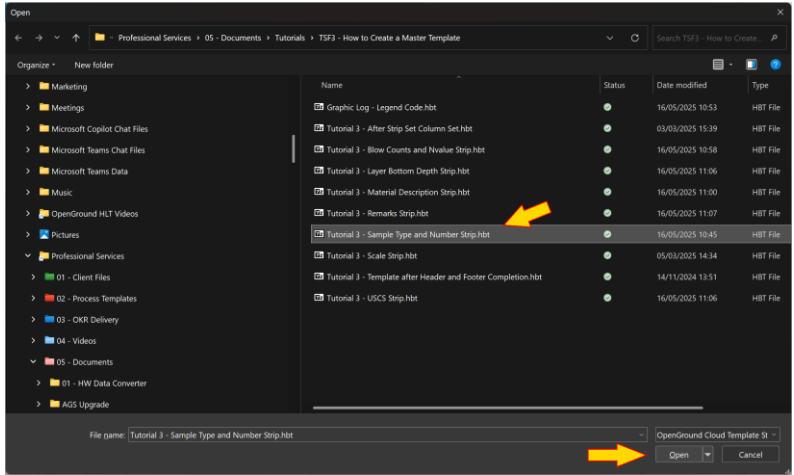 Open
Professional Services › 05 - Documents › Tutorials › TSF3 - How to Create a Master Template
Search TSF3 - How to Create...
Organize
New folder
Name Status Date modified Type
Marketing
Meetings
Microsoft Copilot Chat Files
Microsoft Teams Chat Files
Microsoft Teams Data
Music
OpenGround HLT Videos
Pictures
Professional Services
01 - Client Files
02 - Process Templates
03 - OKR Delivery
04 - Videos
05 - Documents
01 - HW Data Converter
AGS Upgrade
Graphic Log - Legend Code.hbt 16/05/2025 10:53 HBT File
Tutorial 3 - After Strip Set Column Set.hbt 03/03/2025 15:39 HBT File
Tutorial 3 - Blow Counts and Nvalue Strip.hbt 16/05/2025 10:58 HBT File
Tutorial 3 - Layer Bottom Depth Strip.hbt 16/05/2025 11:06 HBT File
Tutorial 3 - Material Description Strip.hbt 16/05/2025 11:00 HBT File
Tutorial 3 - Remarks Strip.hbt 16/05/2025 11:07 HBT File
Tutorial 3 - Sample Type and Number Strip.hbt 16/05/2025 10:45 HBT File
Tutorial 3 - Scale Strip.hbt 05/03/2025 14:34 HBT File
Tutorial 3 - Template after Header and Footer Completion.hbt 14/11/2024 13:51 HBT File
Tutorial 3 - USCS Strip.hbt 16/05/2025 11:06 HBT File
File name: Tutorial 3 - Sample Type and Number Strip.hbt
OpenGround Cloud Template St
Open
Cancel